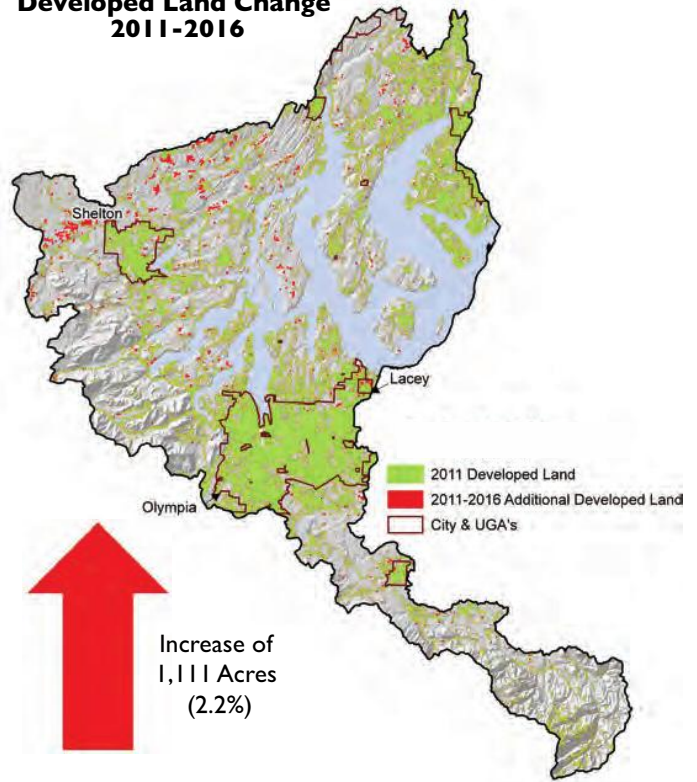 Developed Land Change
2011-2016
Shelton
Lacey
2011 Developed Land
2011-2016 Additional Developed Land
City & UGA's
Olympia
Increase of
1,111 Acres
(2.2%)